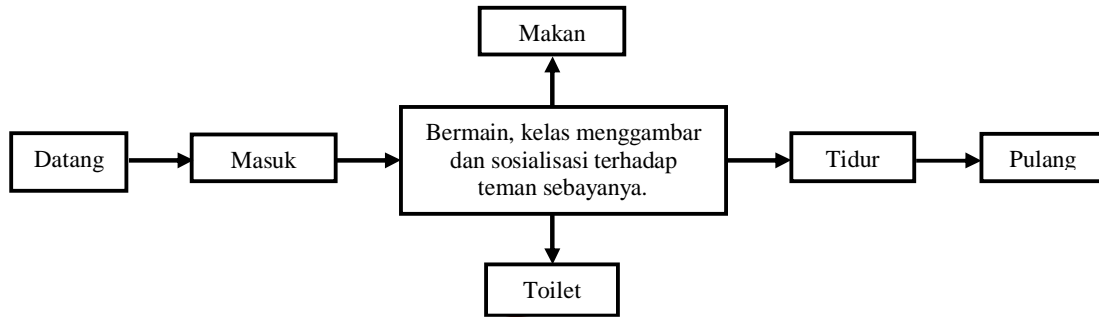 Makan
Datang
Masuk
Bermain, kelas menggambar
dan sosialisasi terhadap
teman sebayanya.
Tidur
Pulang
Toilet